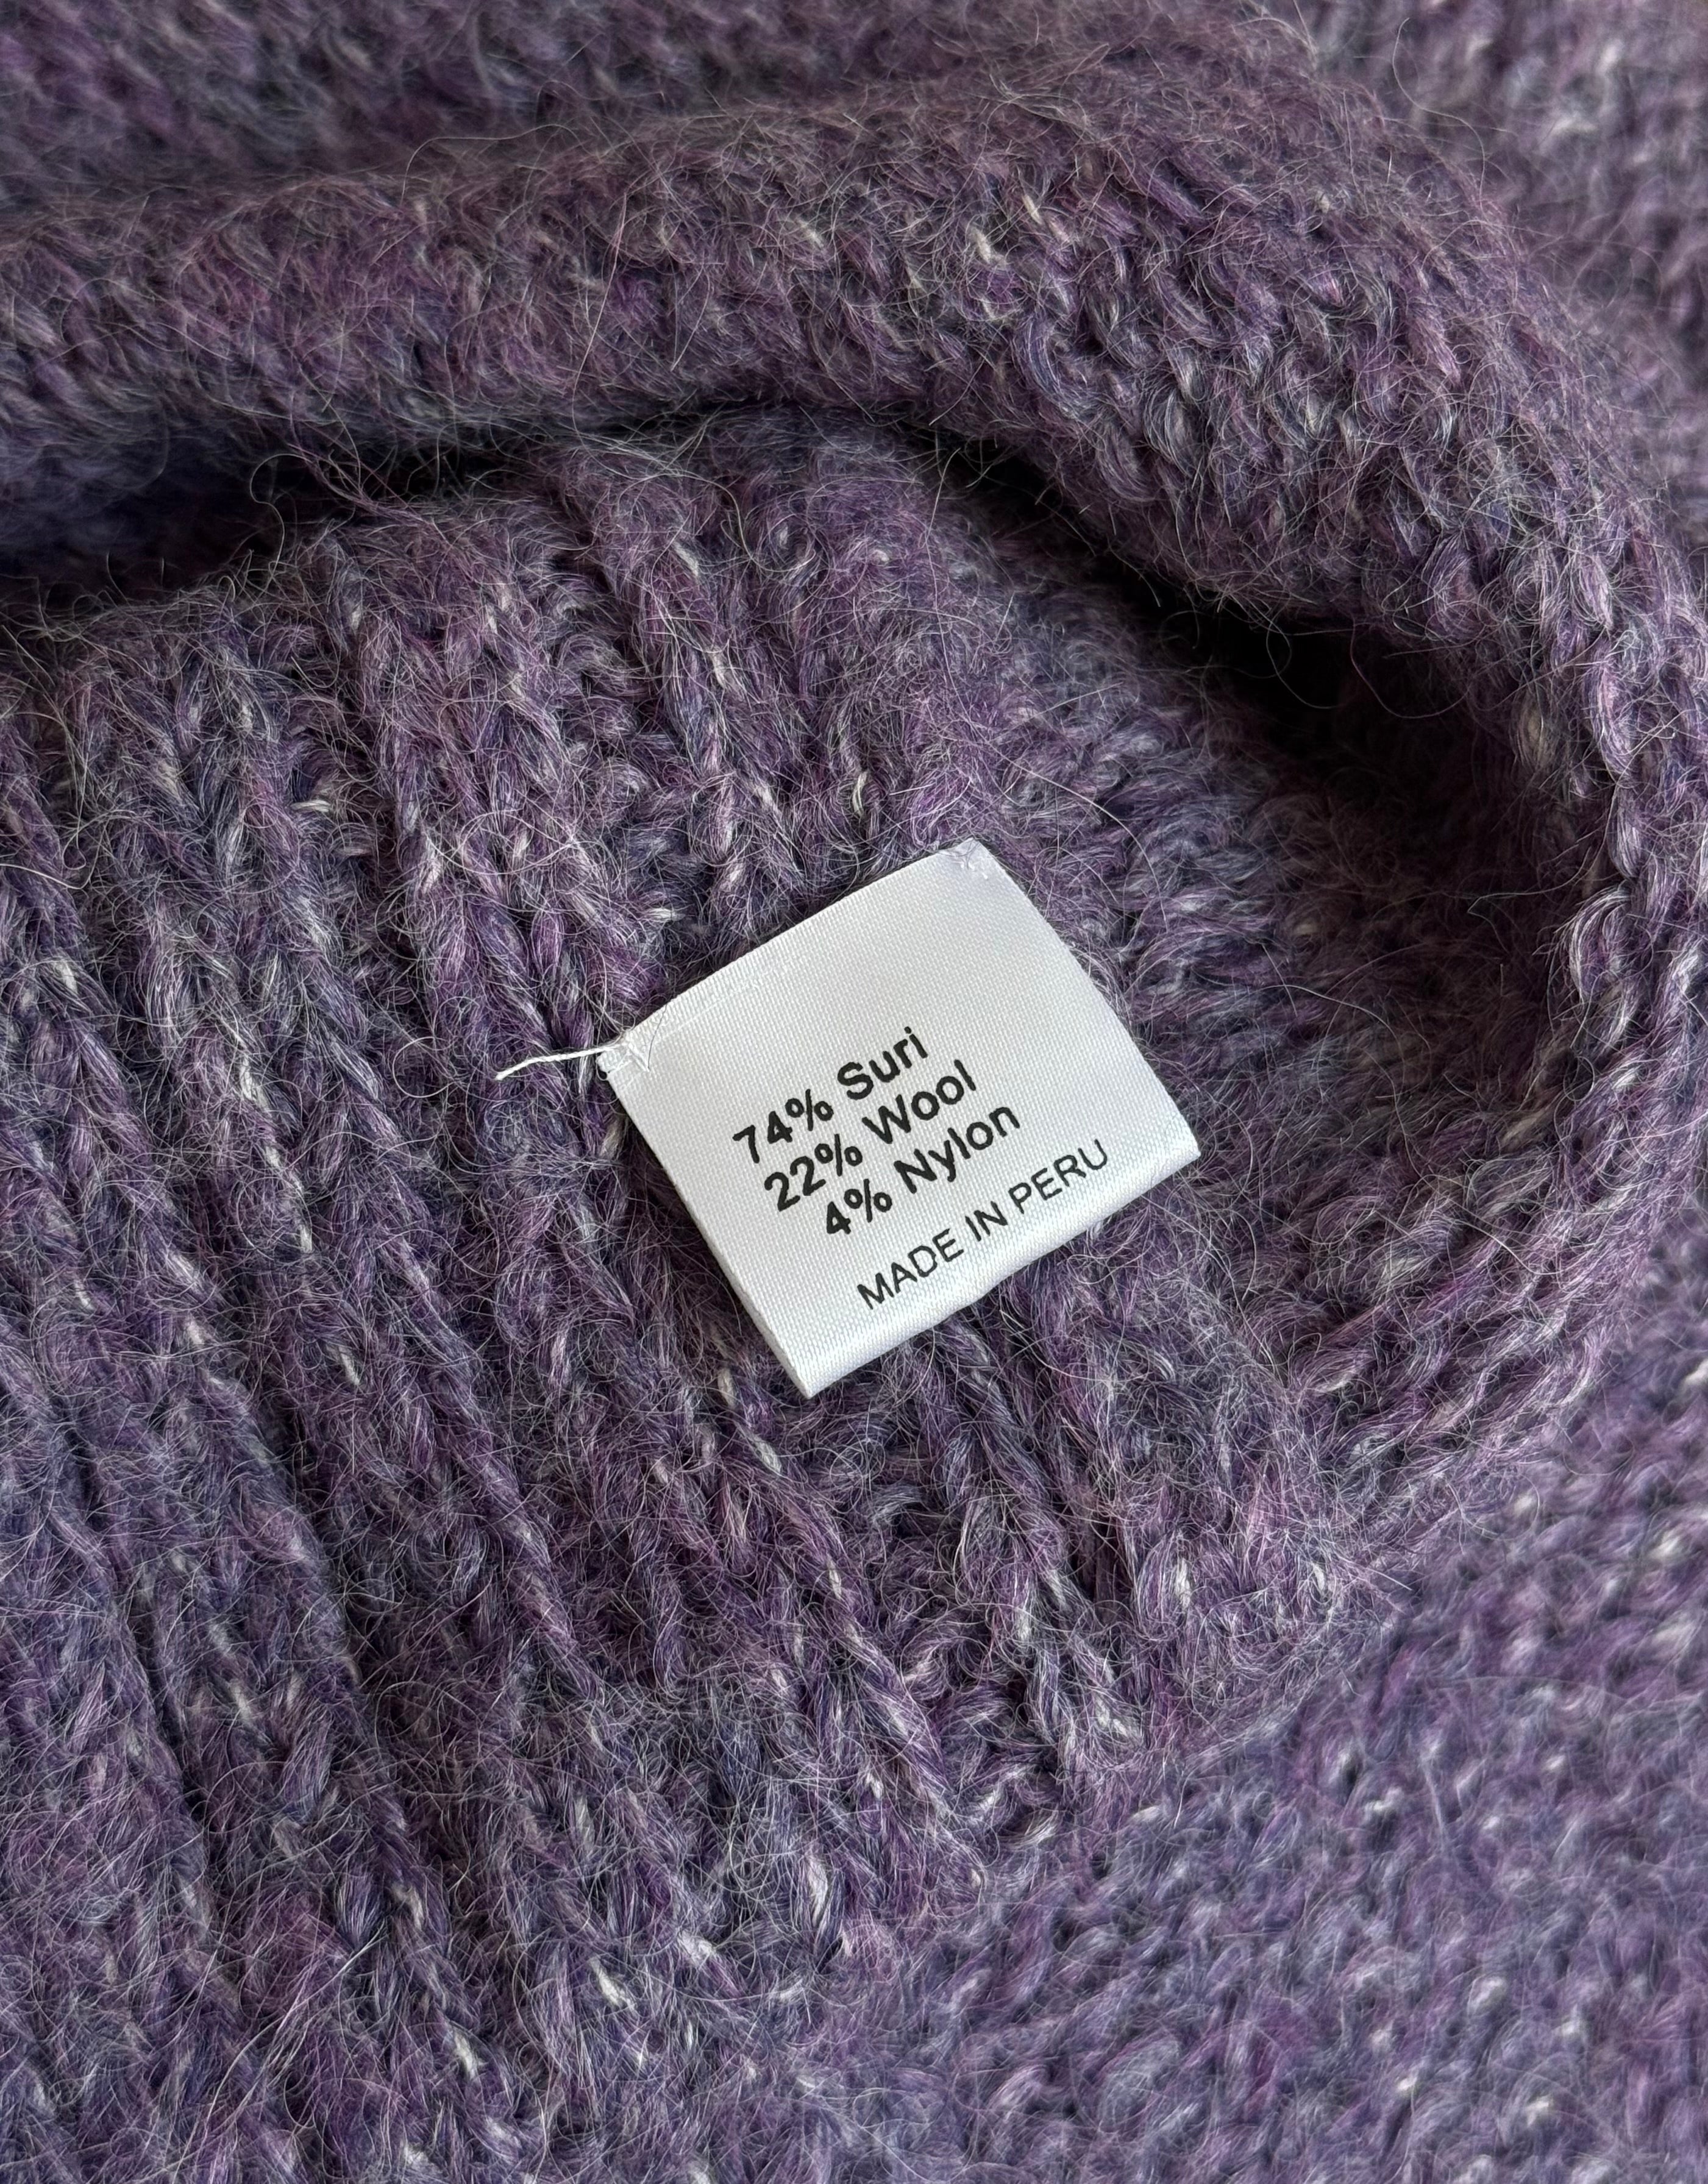 74% Suri
22% Wool
4% Nylon
MADE IN PERU